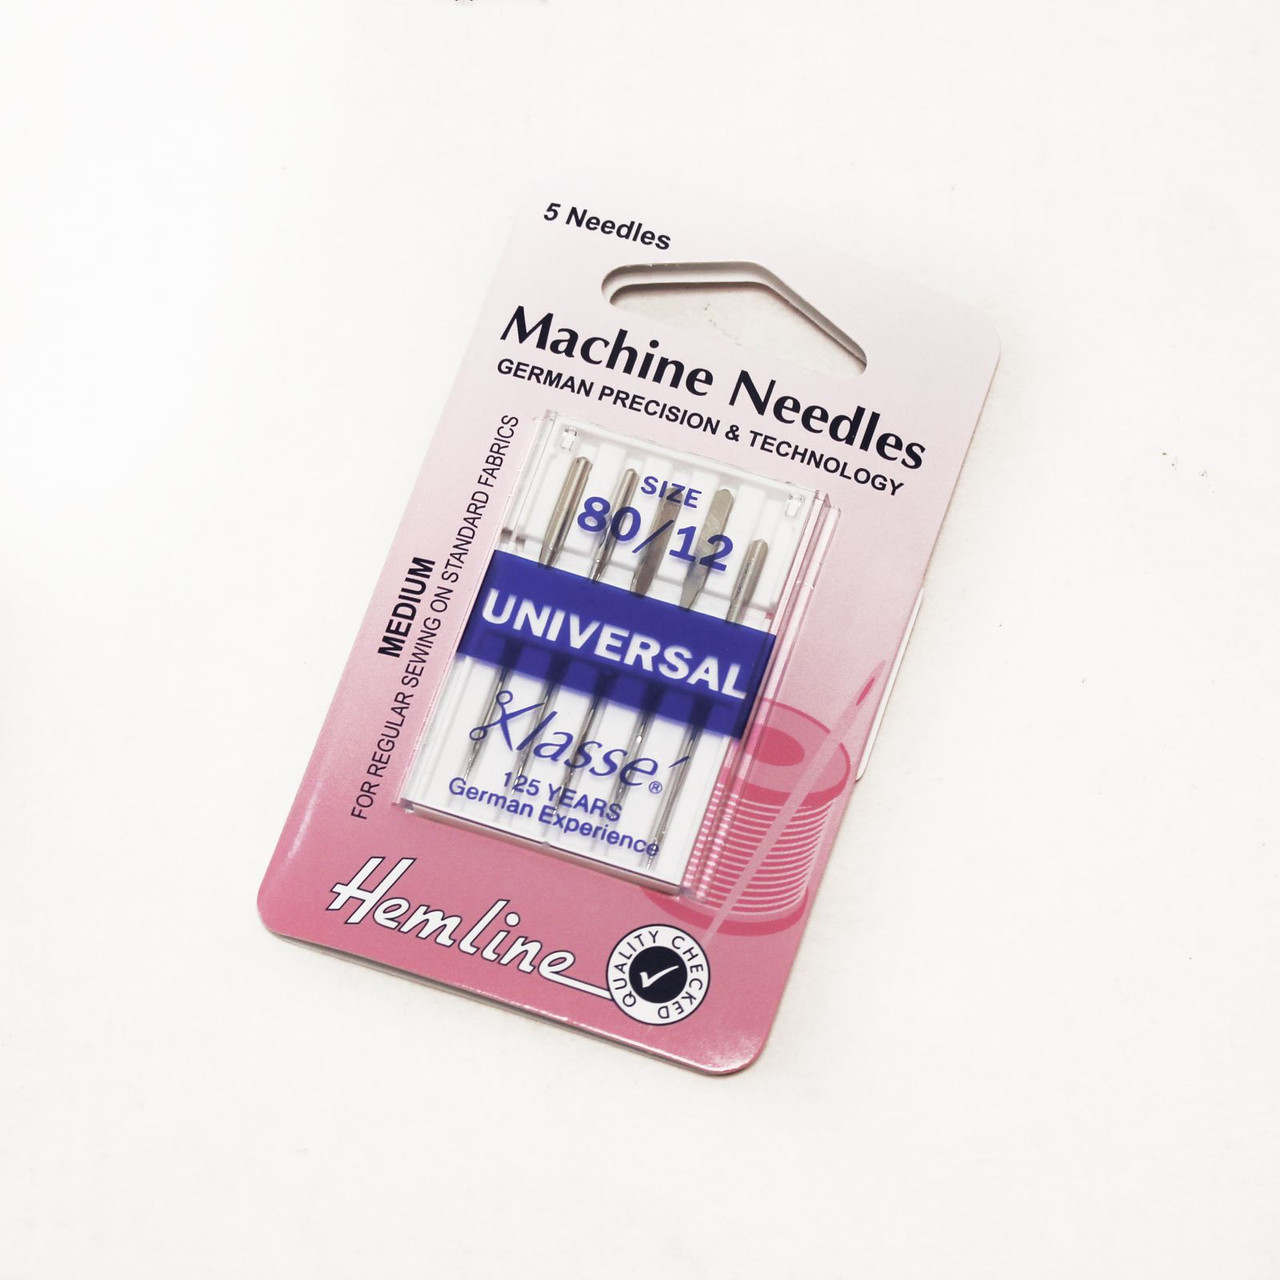 5 Needles
Machine Needles
GERMAN PRECISION & TECHNOLOGY
MEDIUM
FOR REGULAR SEWING ON STANDARD FABRICS
SIZE
80/12
UNIVERSAL
Klassé®
125 YEARS
German Experience
Hemline
QUALITY CHECKED